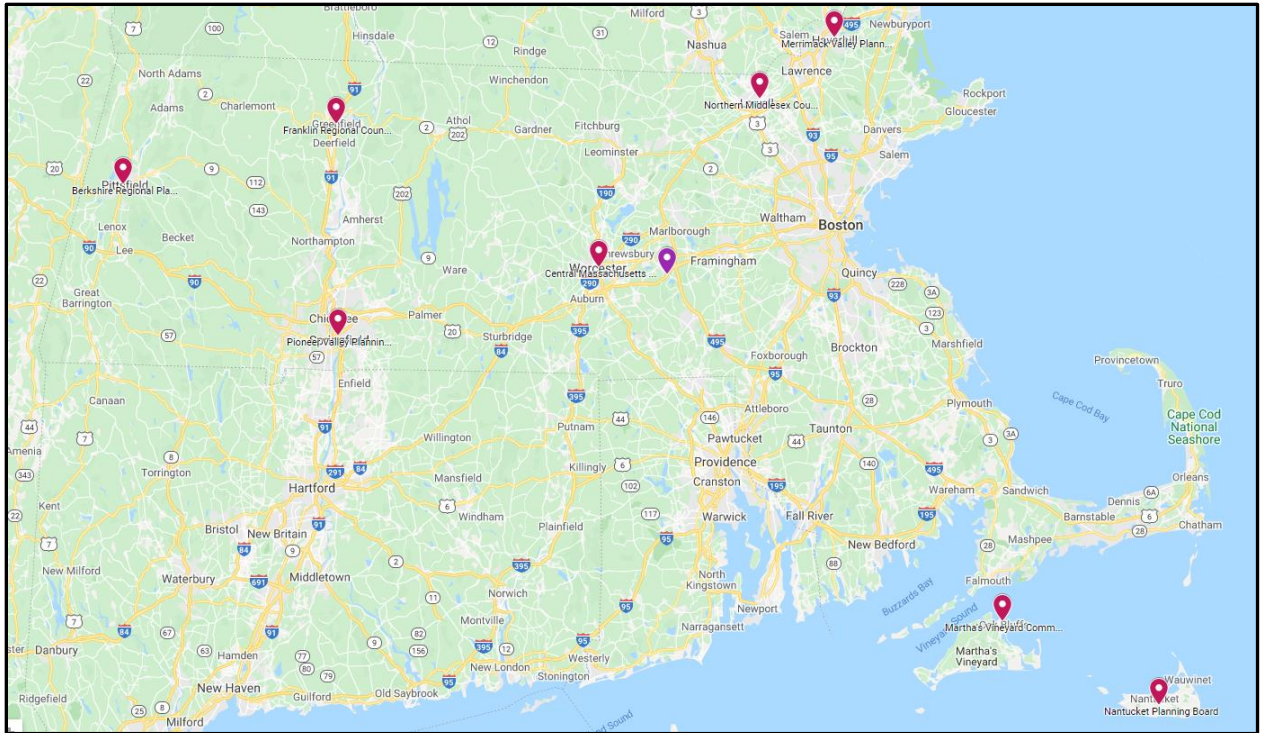 Brattleboro
Milford
Newburyport
Hinsdale
Salem
Haverhill
Merrimack Valley Plann...
Rindge
Nashua
North Adams
Winchendon
Lawrence
Rockport
Adams
Charlemont
Northern Middlesex Cou...
Gloucester
Greenfield
Franklin Regional Coun...
Athol
Gardner
Fitchburg
Danvers
Deerfield
Leominster
Salem
Pittsfield
Berkshire Regional Pla...
Amherst
Waltham
Boston
Lenox
Becket
Northampton
Marlborough
Lee
Shrewsbury
Framingham
Ware
Worcester
Central Massachusetts ...
Quincy
Great
Barrington
Auburn
Palmer
Chicopee
Sturbridge
Springfield
Pioneer Valley Plannin...
Brockton
Marshfield
Foxborough
Provincetown
Enfield
Truro
Canaan
Attleboro
Plymouth
Cape Cod Bay
Cape Cod
National
Seashore
Putnam
Taunton
Willington
Pawtucket
Amenia
Torrington
Killingly
Providence
Mansfield
Cranston
Orleans
Hartford
Wareham
Sandwich
Dennis
Kent
Windham
Warwick
Fall River
Barnstable
Chatham
Bristol
New Britain
Plainfield
Mashpee
New Bedford
New Milford
Waterbury
Middletown
North
Kingstown
Falmouth
Norwich
Buzzards Bay
Newport
Montville
Narragansett
Vineyard Sound
Oak Bluffs
Martha's Vineyard Comm...
Danbury
Hamden
Westerly
Martha's
Vineyard
New London
Stonington
Wauwinet
Ridgefield
New Haven
Guilford
Old Saybrook
Nantucket
Nantucket Planning Board
Milford